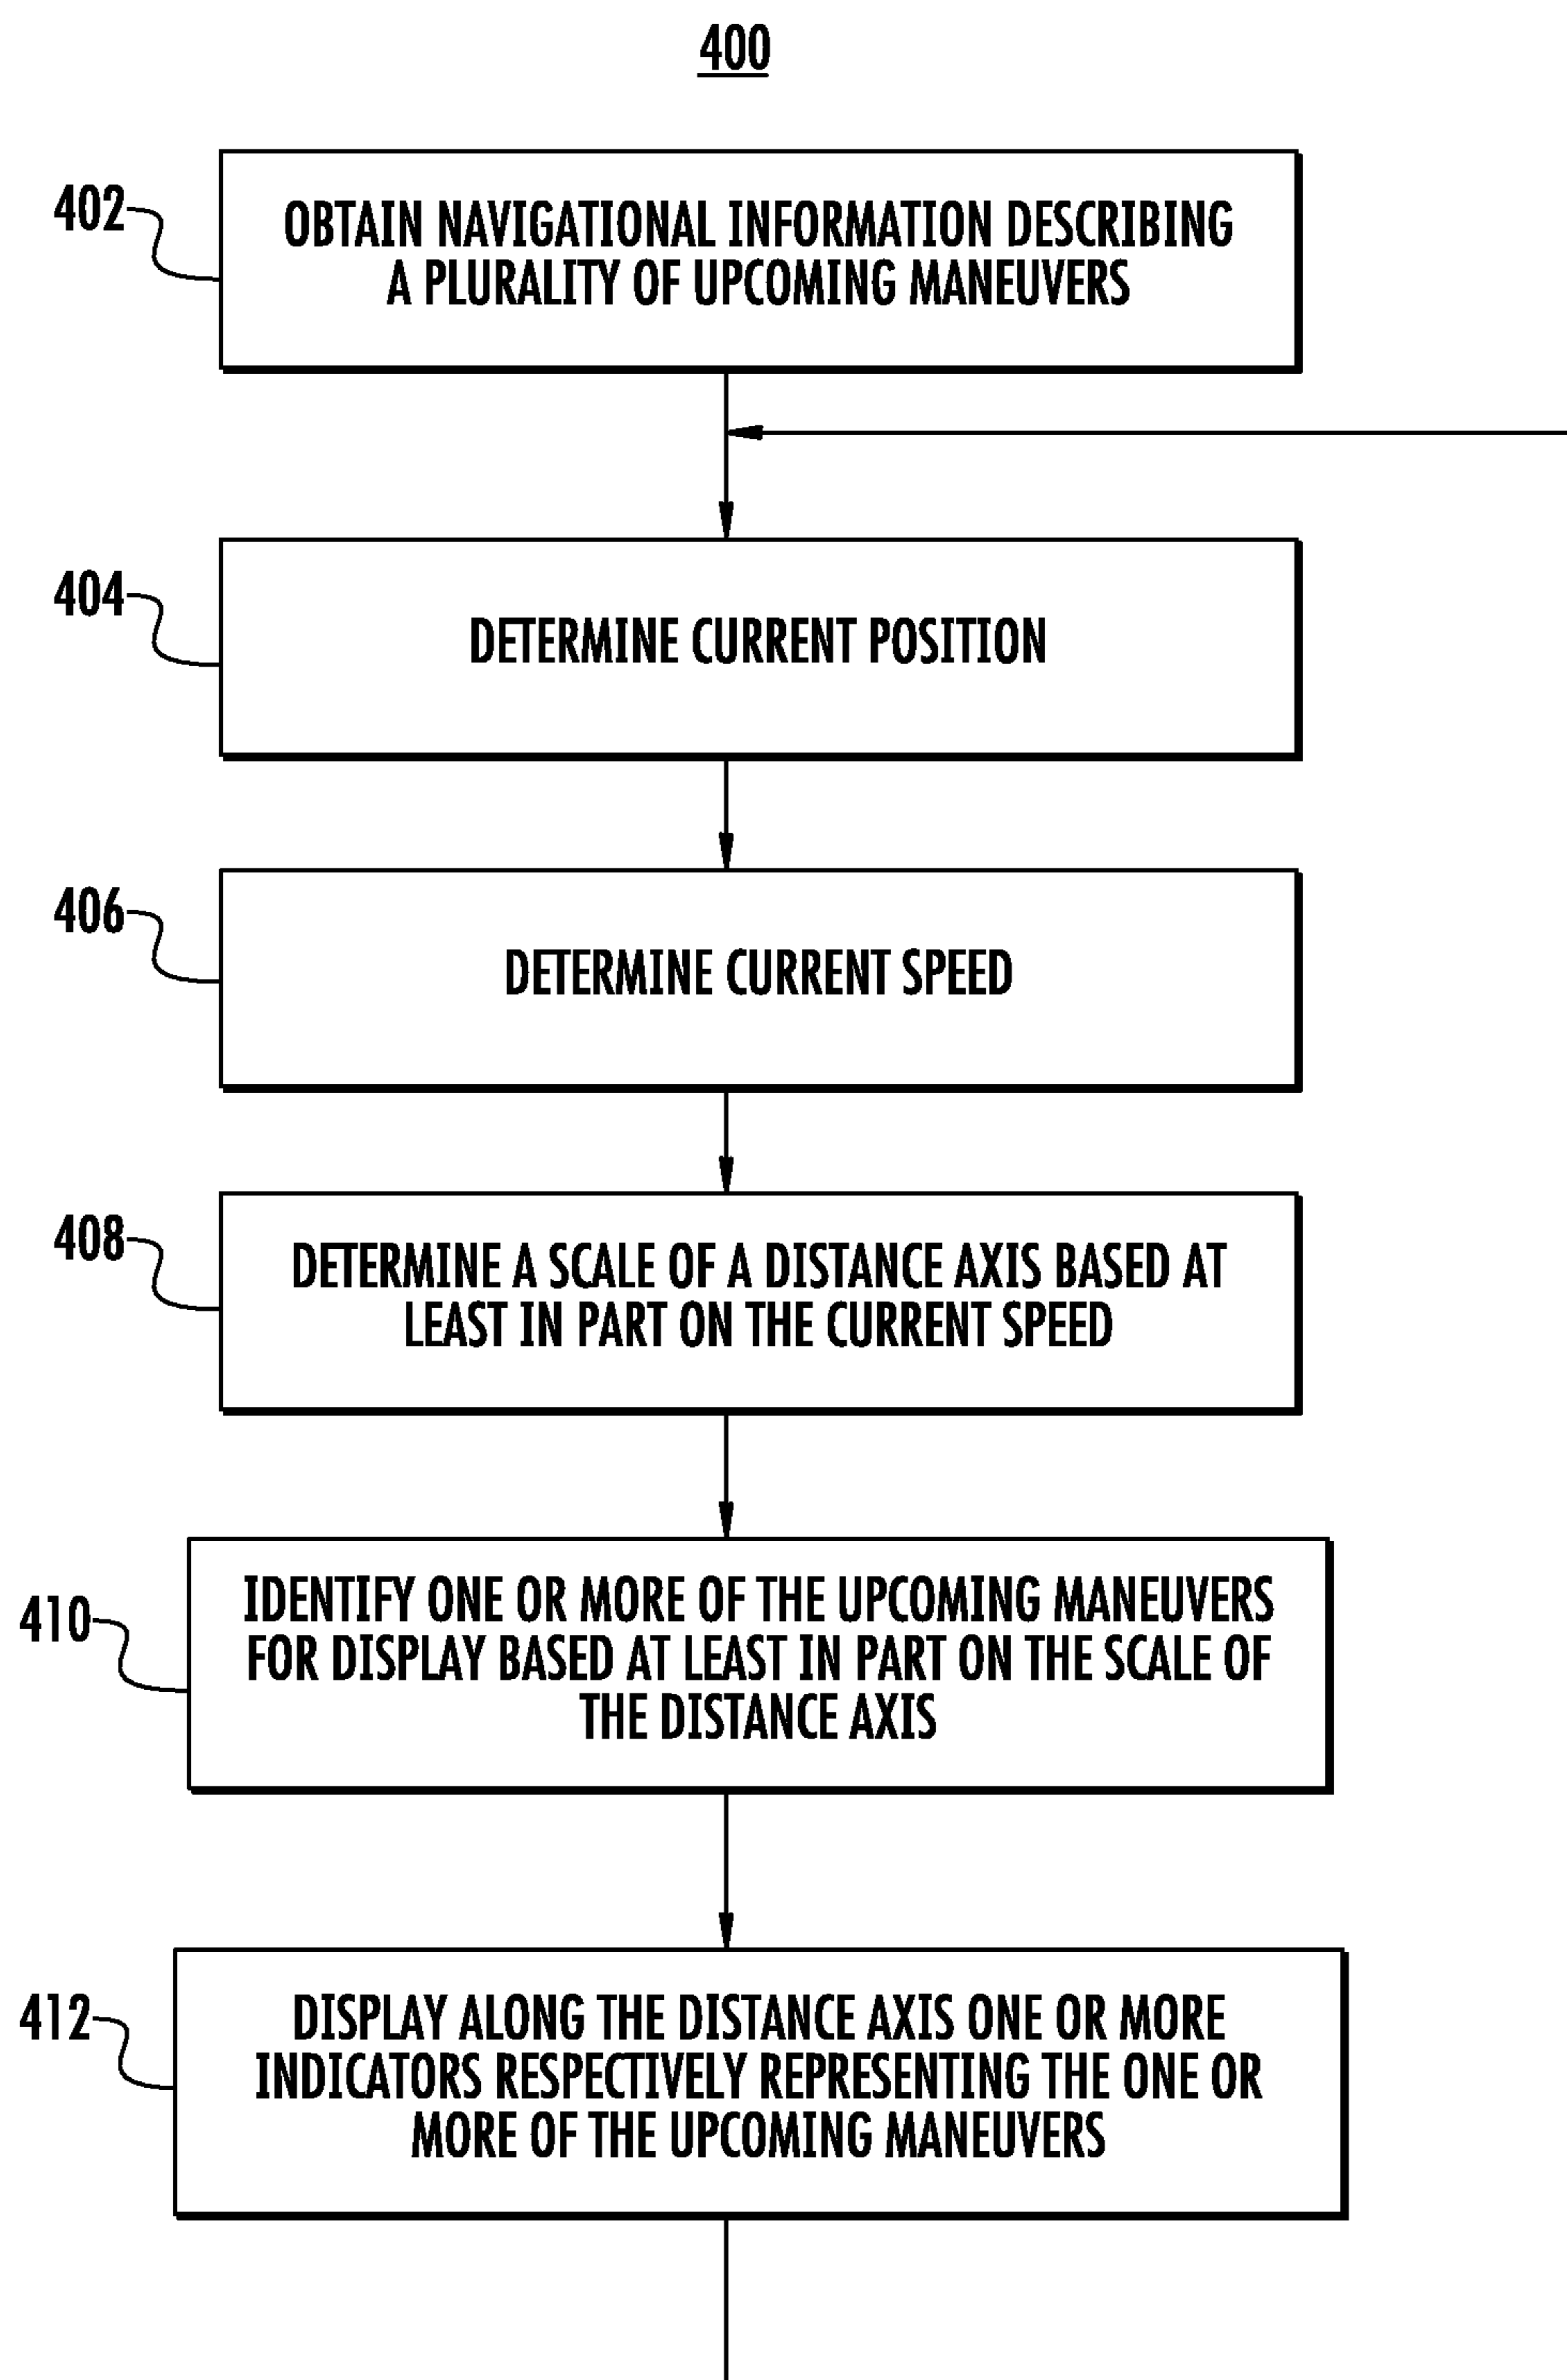 400
402
OBTAIN NAVIGATIONAL INFORMATION DESCRIBING
A PLURALITY OF UPCOMING MANEUVERS
404
DETERMINE CURRENT POSITION
406
DETERMINE CURRENT SPEED
408
DETERMINE A SCALE OF A DISTANCE AXIS BASED AT
LEAST IN PART ON THE CURRENT SPEED
410
IDENTIFY ONE OR MORE OF THE UPCOMING MANEUVERS
FOR DISPLAY BASED AT LEAST IN PART ON THE SCALE OF
THE DISTANCE AXIS
412
DISPLAY ALONG THE DISTANCE AXIS ONE OR MORE
INDICATORS RESPECTIVELY REPRESENTING THE ONE OR
MORE OF THE UPCOMING MANEUVERS